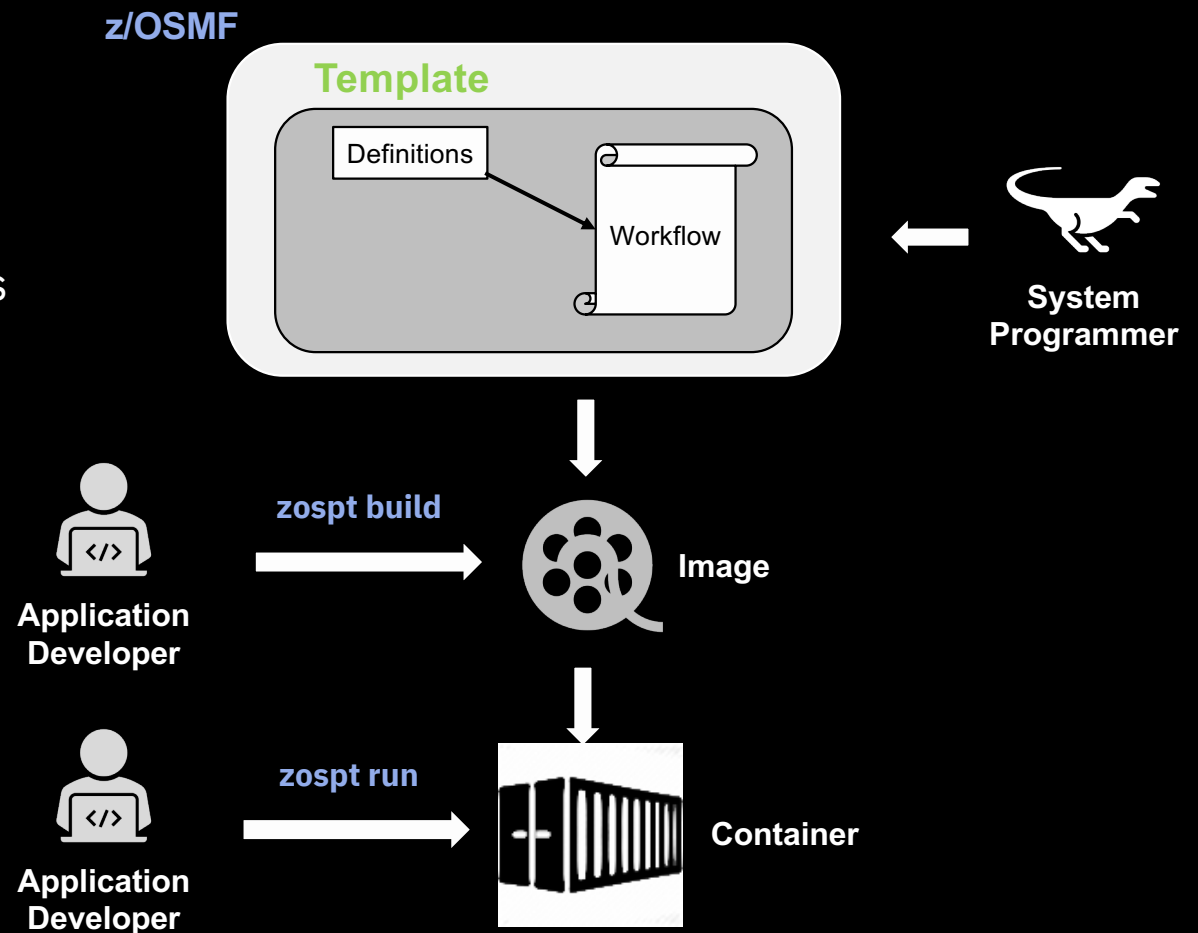 z/OSMF
Template
Definitions
Workflow
s
System
Programmer
zospt build
</>
Image
Application
Developer
zospt run
</>
Container
Application
Developer